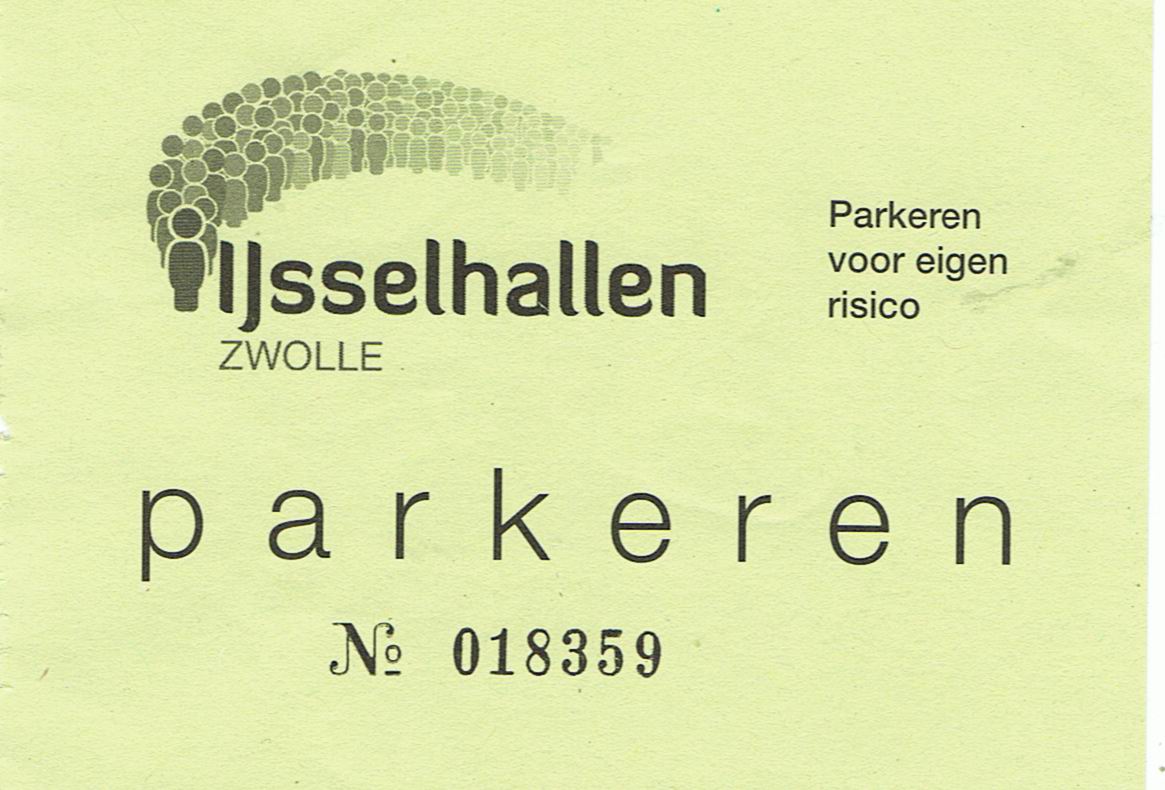 IJsselhallen
ZWOLLE
Parkeren
voor eigen
risico
parkeren
№ 018359